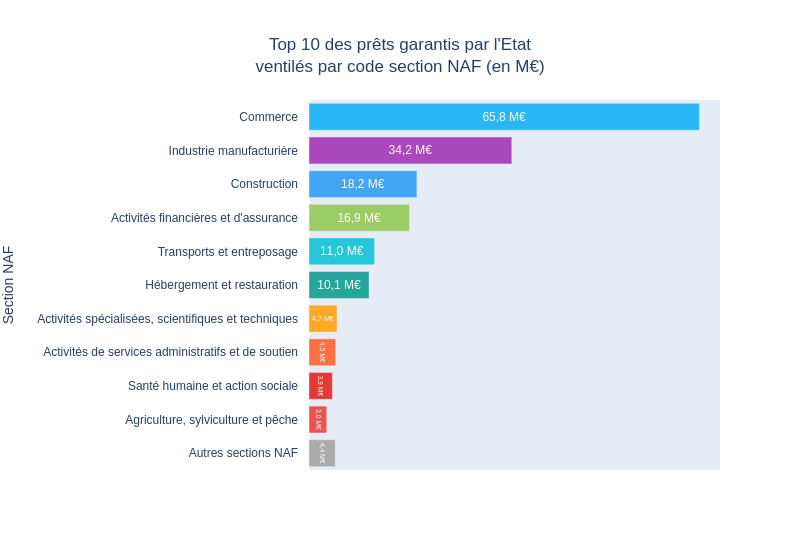 Top 10 des prêts garantis par l'Etat
ventilés par code section NAF (en M€)
Section NAF
Commerce 65,8 M€
Industrie manufacturière 34,2 M€
Construction 18,2 M€
Activités financières et d'assurance 16,9 M€
Transports et entreposage 11,0 M€
Hébergement et restauration 10,1 M€
Activités spécialisées, scientifiques et techniques 4,7 M€
Activités de services administratifs et de soutien 4,5 M€
Santé humaine et action sociale 3,9 M€
Agriculture, sylviculture et pêche 3,0 M€
Autres sections NAF 4,4 M€